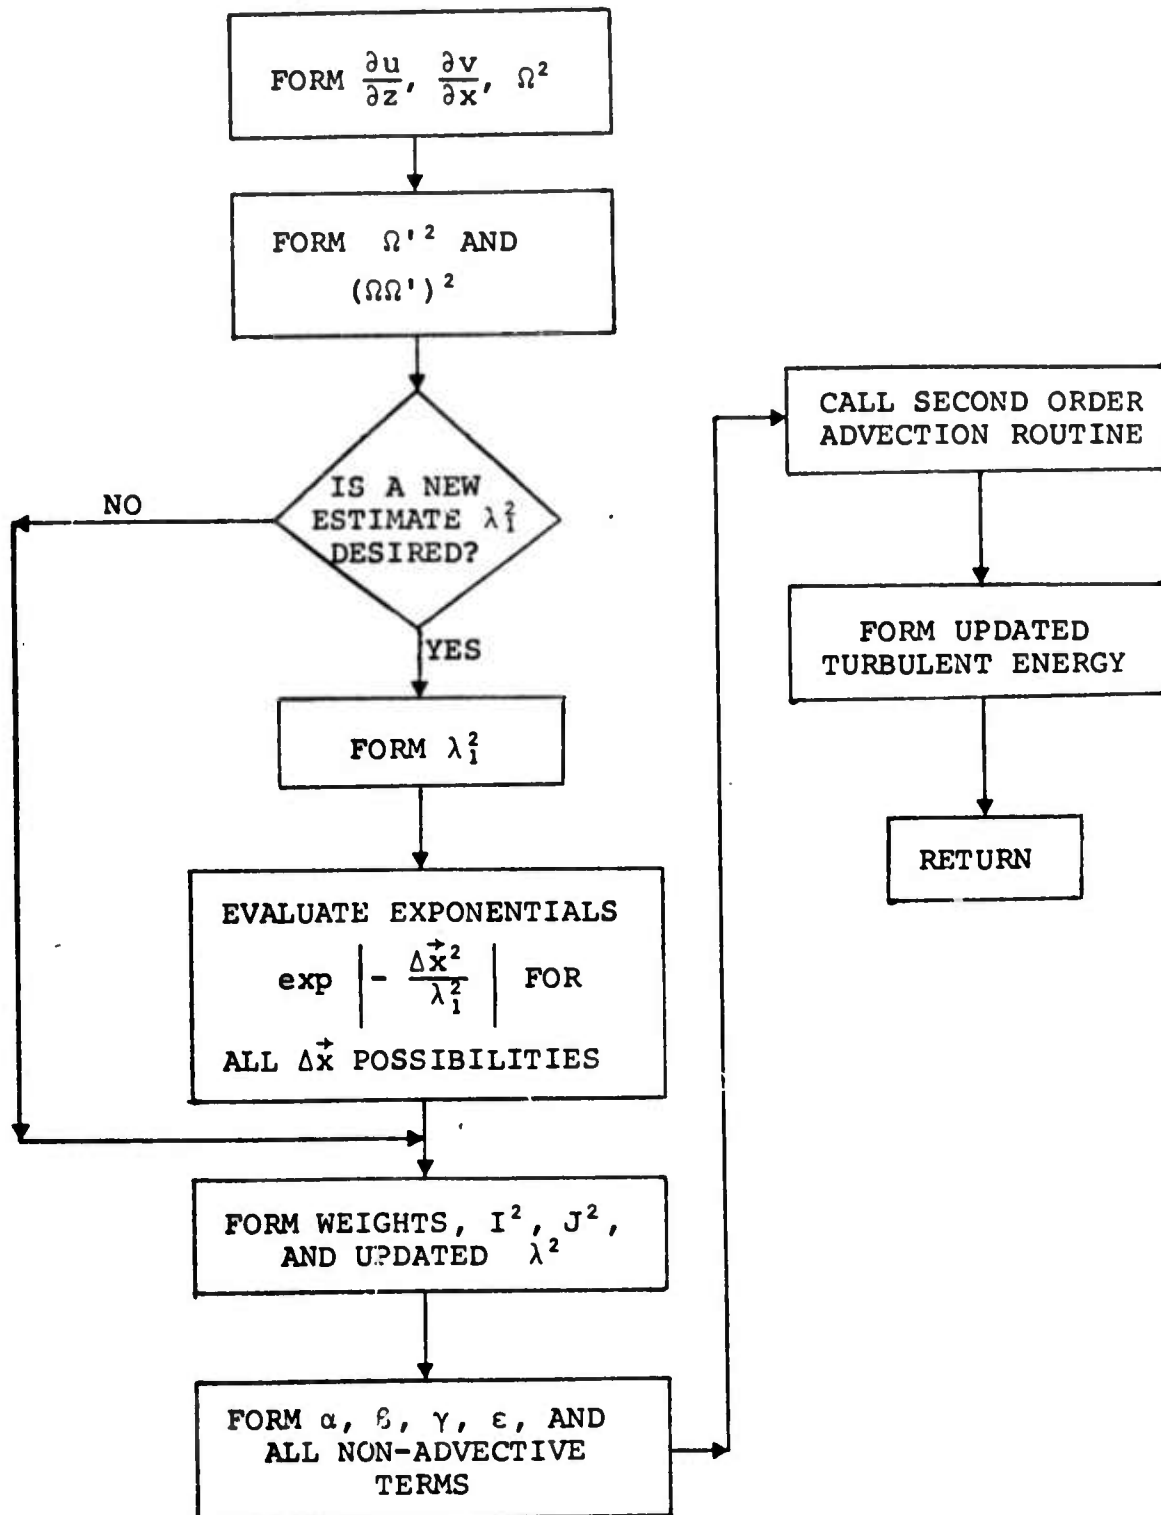 FORM ∂u/∂z, ∂v/∂x, Ω²
FORM Ω'² AND
(ΩΩ')²
IS A NEW
ESTIMATE λ₁²
DESIRED?
NO
YES
FORM λ₁²
EVALUATE EXPONENTIALS
exp |- Δx⃗²/λ₁²| FOR
ALL Δx⃗ POSSIBILITIES
FORM WEIGHTS, I², J²,
AND UPDATED λ²
FORM α, β, γ, ε, AND
ALL NON-ADVECTIVE
TERMS
CALL SECOND ORDER
ADVECTION ROUTINE
FORM UPDATED
TURBULENT ENERGY
RETURN